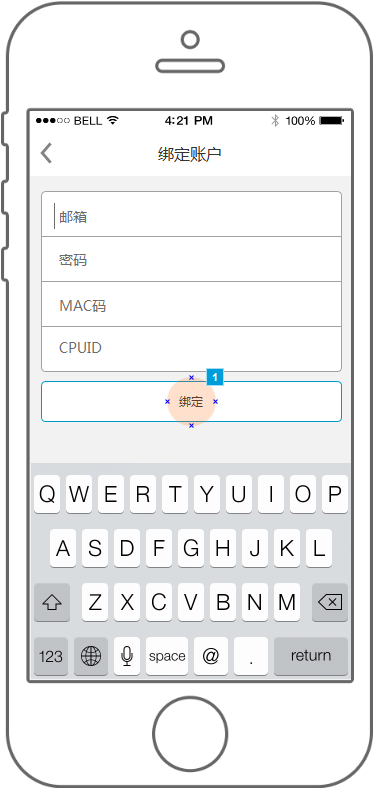 BELL 4:21 PM 100%
绑定账户
邮箱
密码
MAC码
CPUID
1
绑定
Q W E R T Y U I O P
A S D F G H J K L
Z X C V B N M
123 space @ . return